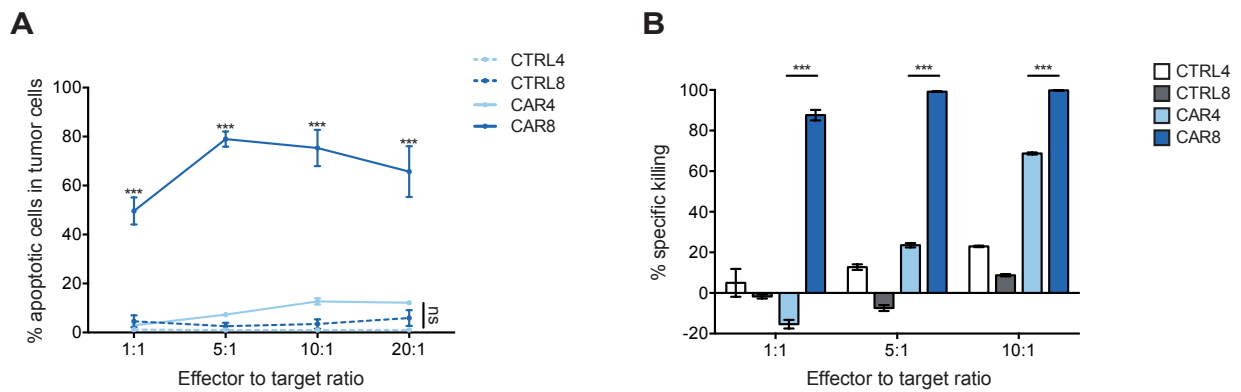 A
CTRL4
CTRL8
CAR4
CAR8
% apoptotic cells in tumor cells
100
80
60
40
20
0
***
***
***
***
ns
1:1
5:1
10:1
20:1
Effector to target ratio
B
CTRL4
CTRL8
CAR4
CAR8
% specific killing
100
80
60
40
20
0
-20
***
***
***
1:1
5:1
10:1
Effector to target ratio